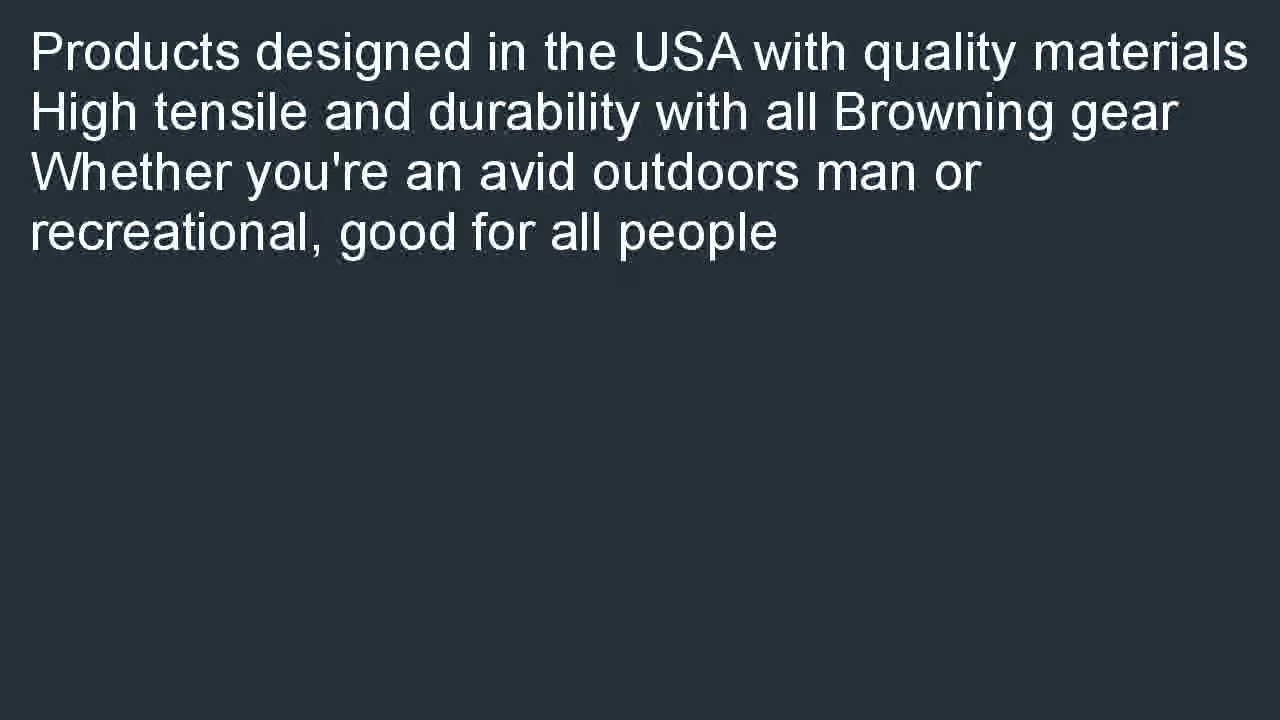 Products designed in the USA with quality materials
High tensile and durability with all Browning gear
Whether you're an avid outdoors man or
recreational, good for all people